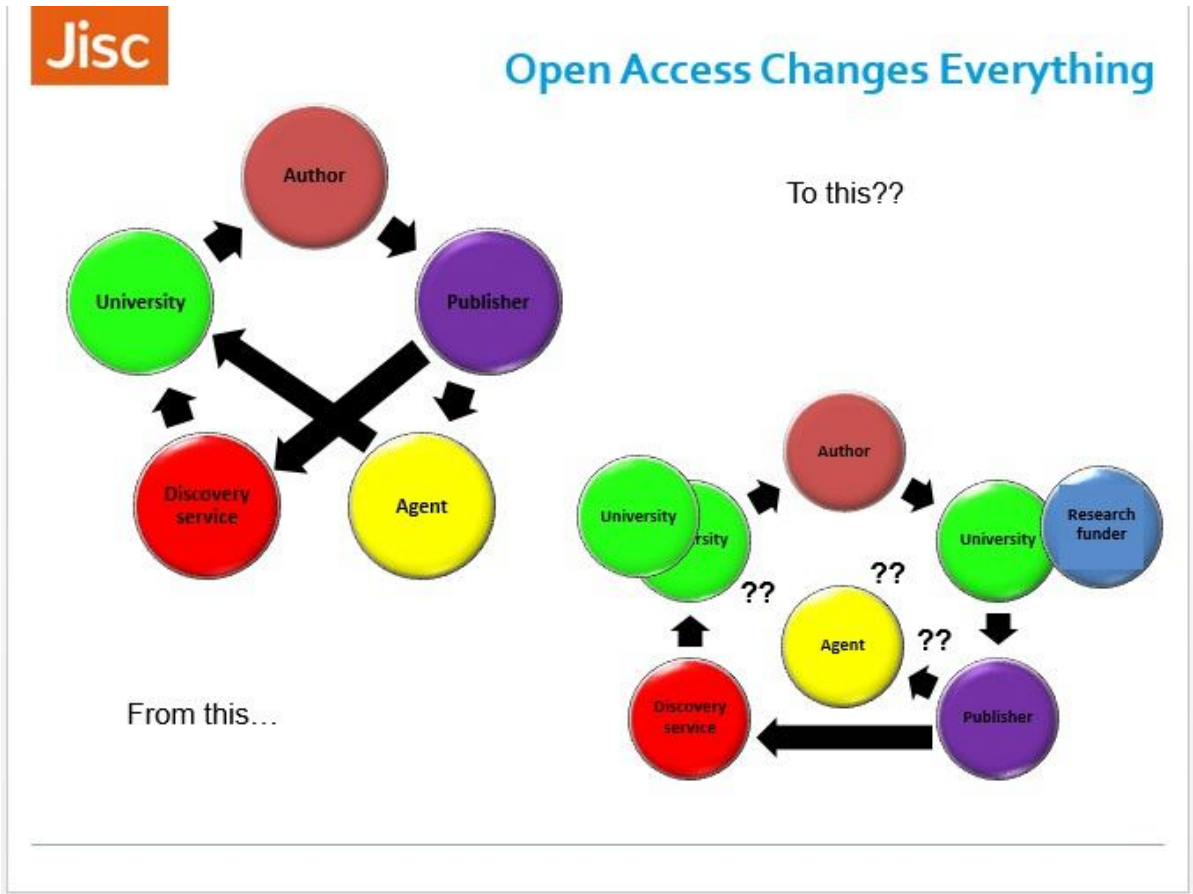 Jisc
Open Access Changes Everything
Author
University
Publisher
Discovery
service
Agent
From this…
To this??
Author
University
rsity
University
Research
funder
??
??
??
Agent
Discovery
service
Publisher